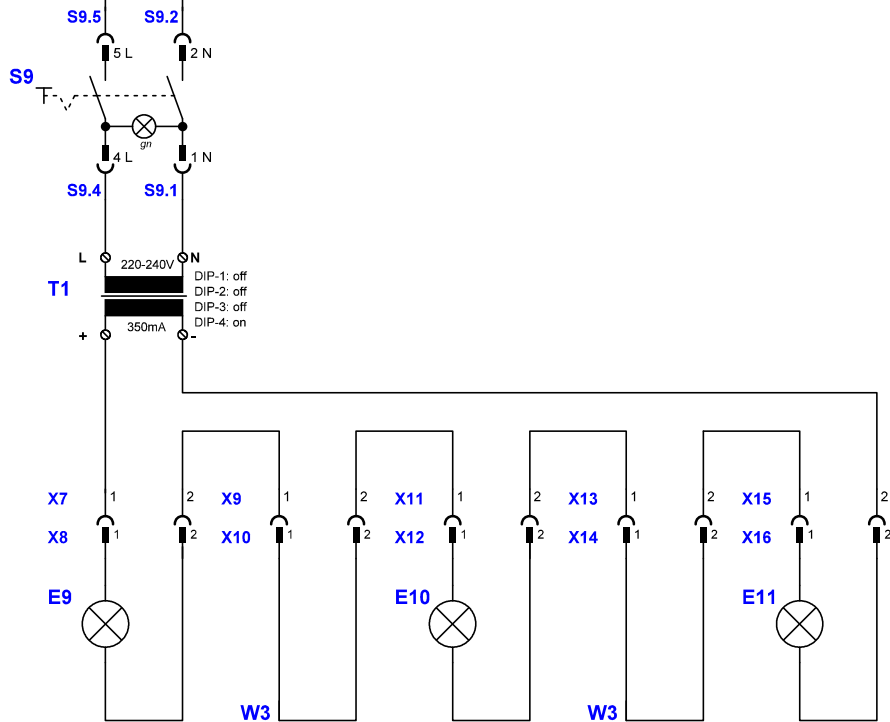 S9.5 S9.2
5 L 2 N
S9
gn
4 L 1 N
S9.4 S9.1
L N
220-240V
DIP-1: off
T1
DIP-2: off
DIP-3: off
350mA
DIP-4: on
+ -
X7 1 2 X9 1 2 X11 1 2 X13 1 2 X15 1 2
X8 1 2 X10 1 2 X12 1 2 X14 1 2 X16 1 2
E9 E10 E11
W3 W3